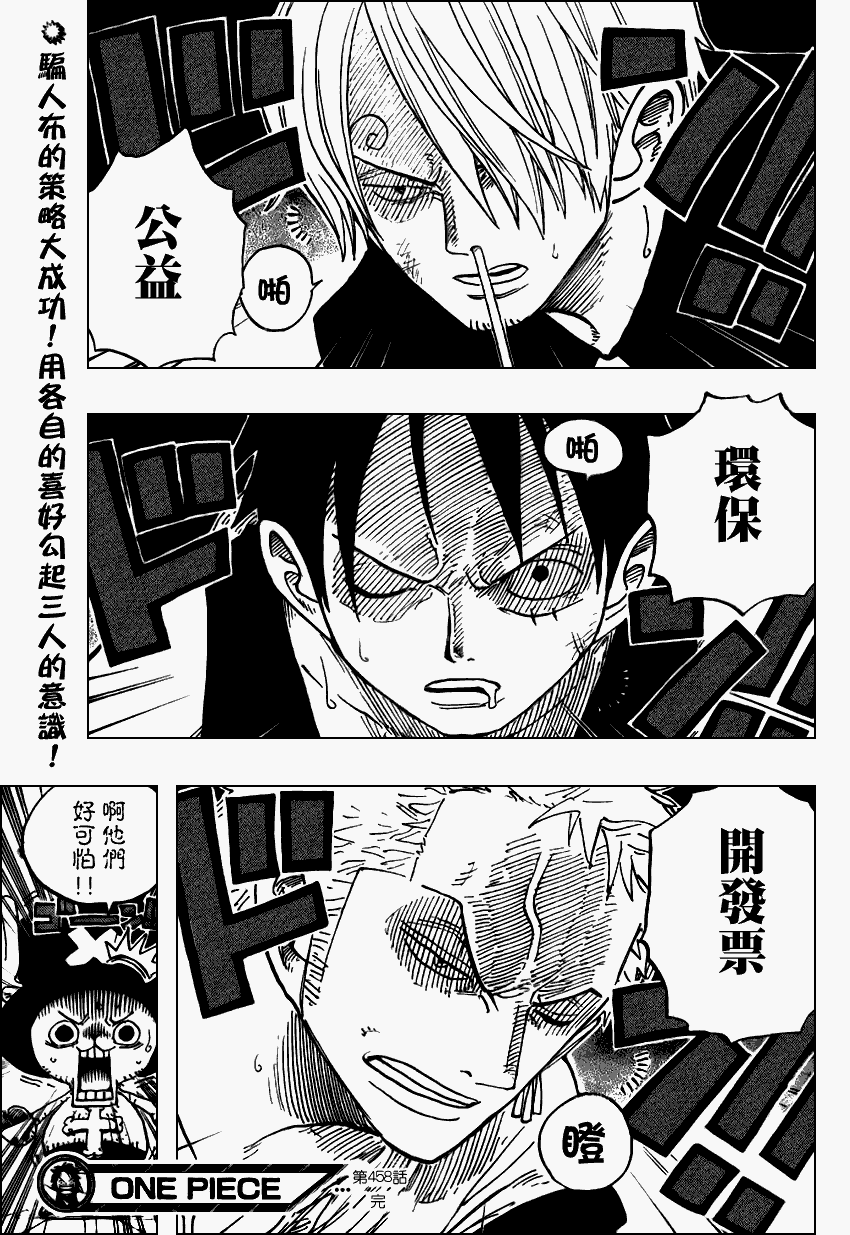 騙人布的策略大成功！用各自的喜好勾起三人的意識！
公益
啪
環保
啪
開發票
瞪
啊他們
好可怕!!
ONE PIECE
第458話
完